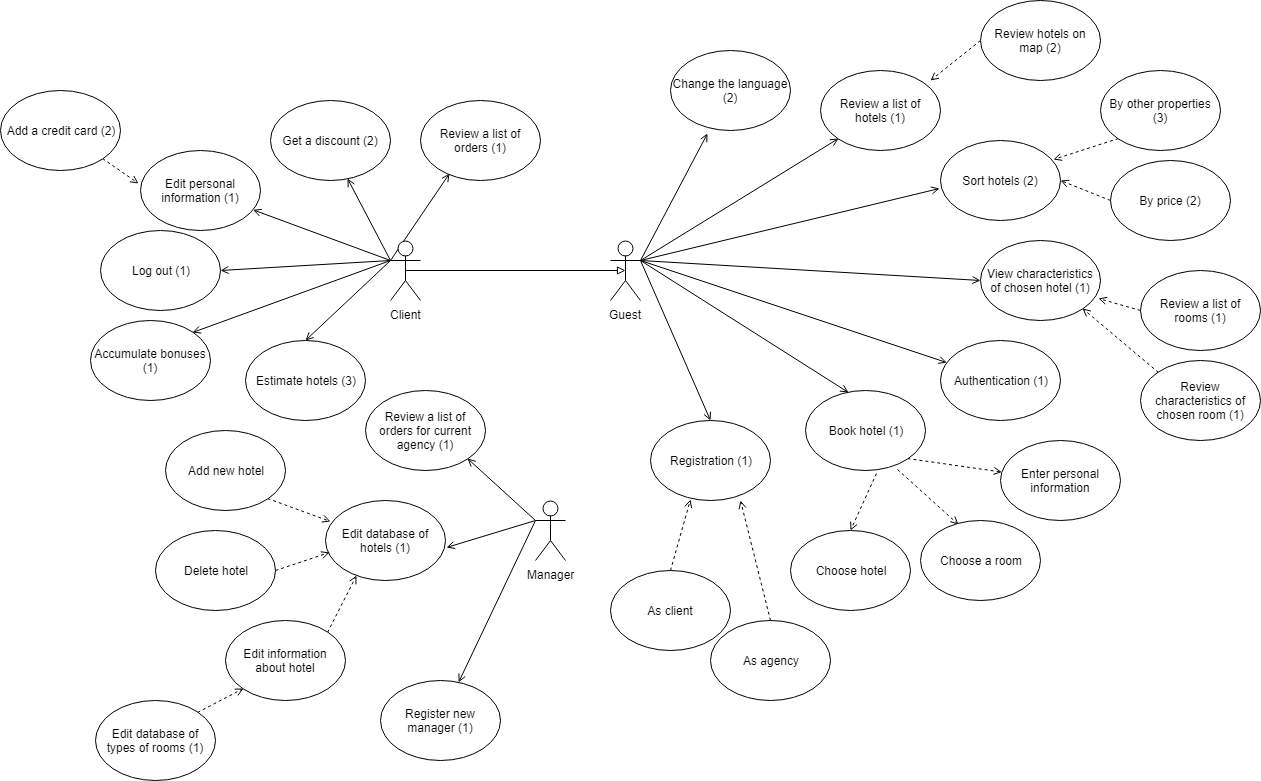 Review hotels on
map (2)
Change the language
(2)
Review a list of
hotels (1)
By other properties
(3)
Add a credit card (2)
Get a discount (2)
Review a list of
orders (1)
Edit personal
information (1)
Sort hotels (2)
By price (2)
Log out (1)
View characteristics
of chosen hotel (1)
Review a list of
rooms (1)
Client
Guest
Accumulate bonuses
(1)
Estimate hotels (3)
Authentication (1)
Review
characteristics of
chosen room (1)
Review a list of
orders for current
agency (1)
Book hotel (1)
Registration (1)
Add new hotel
Enter personal
information
Edit database of
hotels (1)
Delete hotel
Manager
Choose hotel
Choose a room
As client
Edit information
about hotel
As agency
Register new
manager (1)
Edit database of
types of rooms (1)